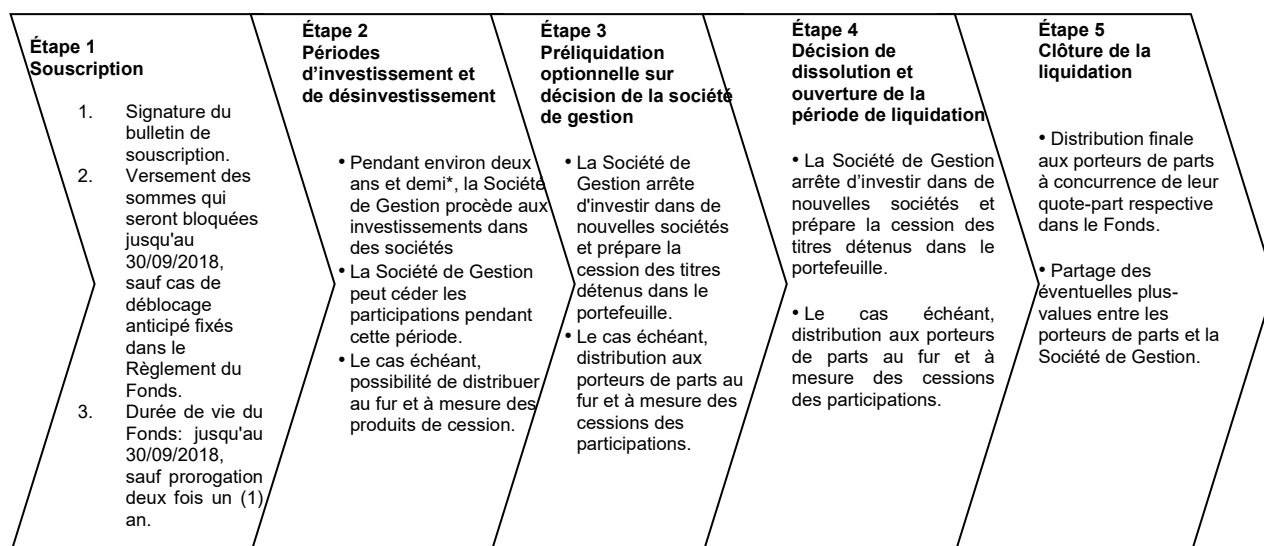 Étape 1
Souscription
1. Signature du
bulletin de
souscription.
2. Versement des
sommes qui
seront bloquées
jusqu'au
30/09/2018,
sauf cas de
déblocage
anticipé fixés
dans le
Règlement du
Fonds.
3. Durée de vie du
Fonds: jusqu'au
30/09/2018,
sauf prorogation
deux fois un (1)
an.
Étape 2
Périodes
d'investissement et
de désinvestissement
• Pendant environ deux
ans et demi*, la Société
de Gestion procède aux
investissements dans
des sociétés
• La Société de Gestion
peut céder les
participations pendant
cette période.
• Le cas échéant,
possibilité de distribuer
au fur et à mesure des
produits de cession.
Étape 3
Préliquidation
optionnelle sur
décision de la société
de gestion
• La Société de
Gestion arrête
d'investir dans de
nouvelles sociétés
et prépare la
cession des titres
détenus dans le
portefeuille.
• Le cas échéant,
distribution aux
porteurs de parts au
fur et à mesure des
cessions des
participations.
Étape 4
Décision de
dissolution et
ouverture de la
période de liquidation
• La Société de Gestion
arrête d'investir dans de
nouvelles sociétés et
prépare la cession des
titres détenus dans le
portefeuille.
• Le cas échéant,
distribution aux porteurs
de parts au fur et à
mesure des cessions
des participations.
Étape 5
Clôture de la
liquidation
• Distribution finale
aux porteurs de parts
à concurrence de leur
quote-part respective
dans le Fonds.
• Partage des
éventuelles plus-
values entre les
porteurs de parts et la
Société de Gestion.